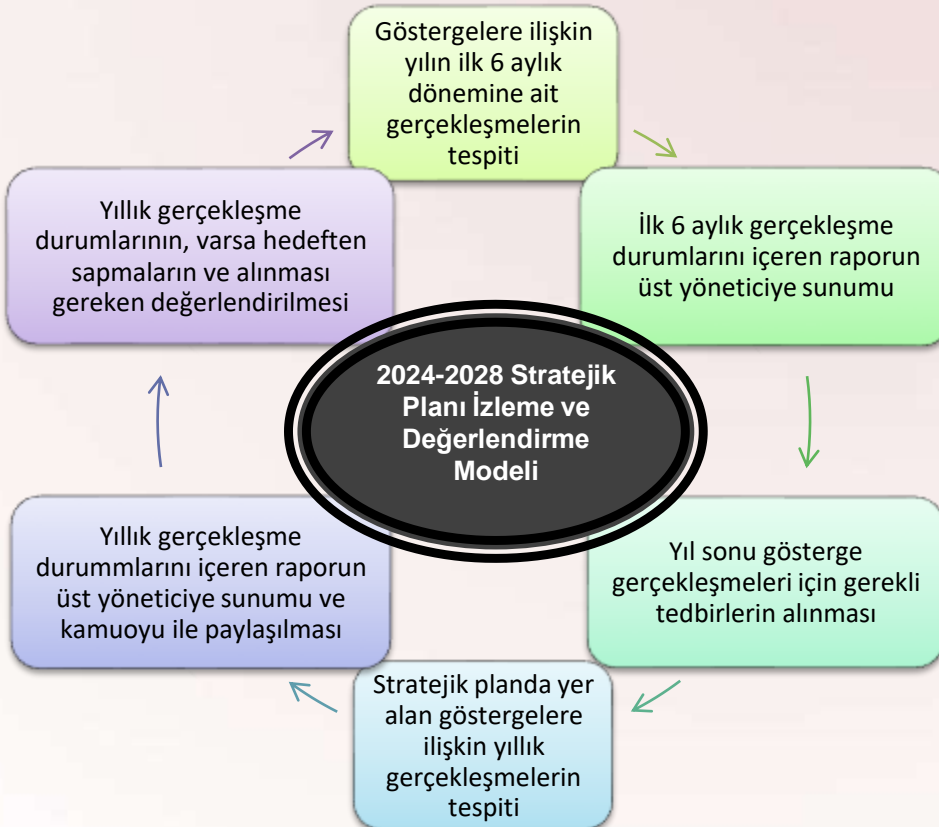 Göstergelere ilişkin
yılın ilk 6 aylık
dönemine ait
gerçekleşmelerin
tespiti
İlk 6 aylık gerçekleşme
durumlarını içeren raporun
üst yöneticiye sunumu
Yıl sonu gösterge
gerçekleşmeleri için gerekli
tedbirlerin alınması
Stratejik planda yer
alan göstergelere
ilişkin yıllık
gerçekleşmelerin
tespiti
Yıllık gerçekleşme
durummlarını içeren raporun
üst yöneticiye sunumu ve
kamuoyu ile paylaşılması
Yıllık gerçekleşme
durumlarının, varsa hedeften
sapmaların ve alınması
gereken değerlendirilmesi
2024-2028 Stratejik
Planı İzleme ve
Değerlendirme
Modeli